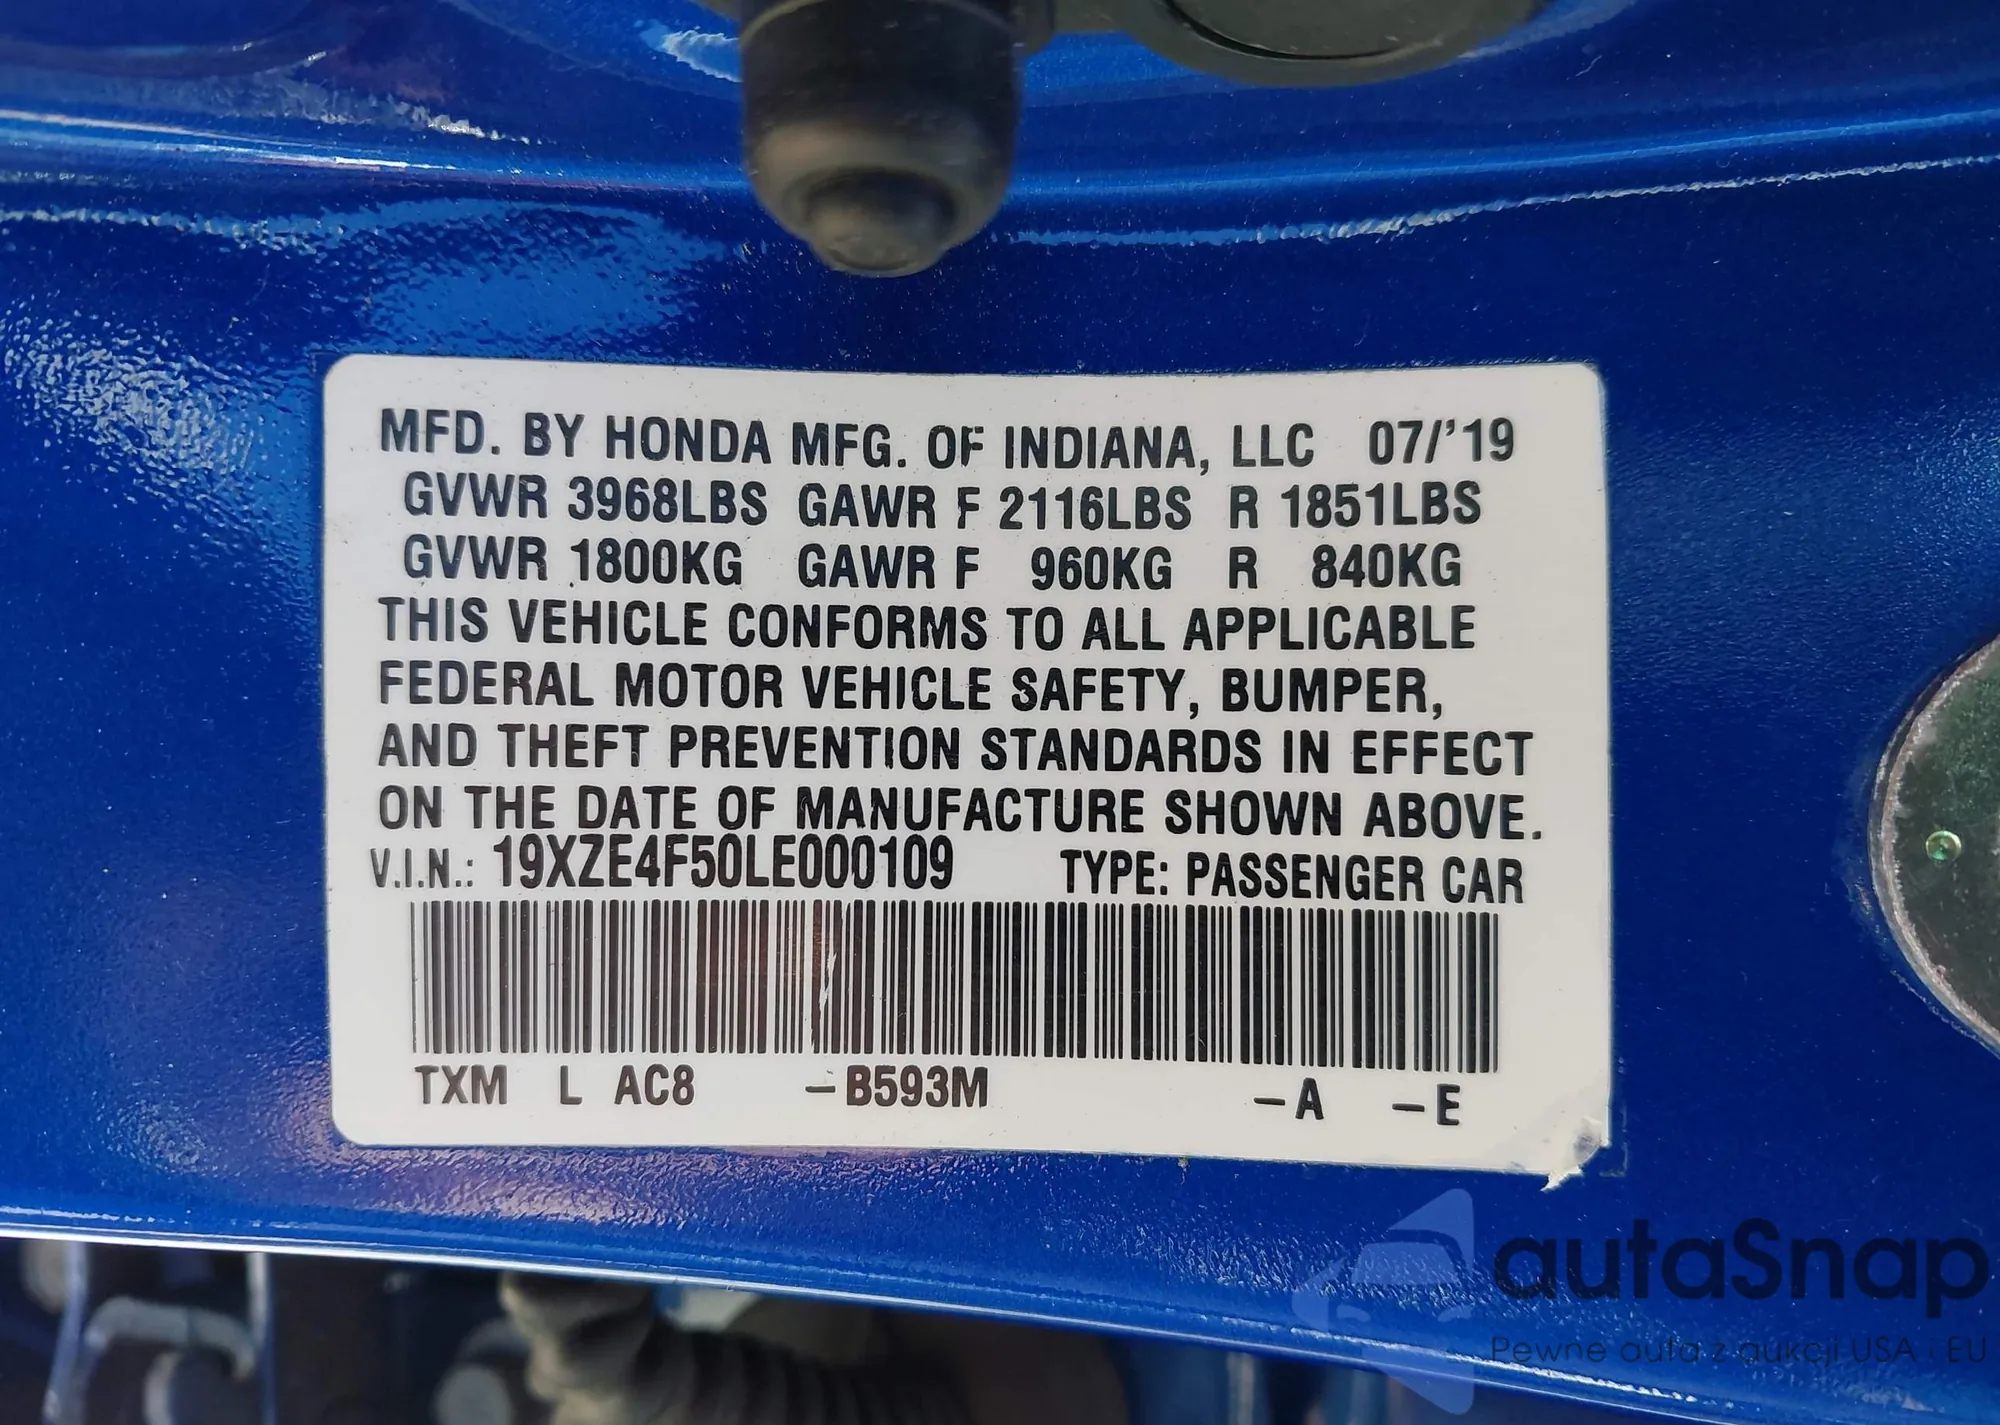 MFD. BY HONDA MFG. OF INDIANA, LLC 07/'19
GVWR 3968LBS GAWR F 2116LBS R 1851LBS
GVWR 1800KG GAWR F 960KG R 840KG
THIS VEHICLE CONFORMS TO ALL APPLICABLE
FEDERAL MOTOR VEHICLE SAFETY, BUMPER,
AND THEFT PREVENTION STANDARDS IN EFFECT
ON THE DATE OF MANUFACTURE SHOWN ABOVE.
V.I.N.: 19XZE4F50LE000109 TYPE: PASSENGER CAR
TXM L AC8 –B593M –A –E
autaSnap
Pewne auta z aukcji USA i EU